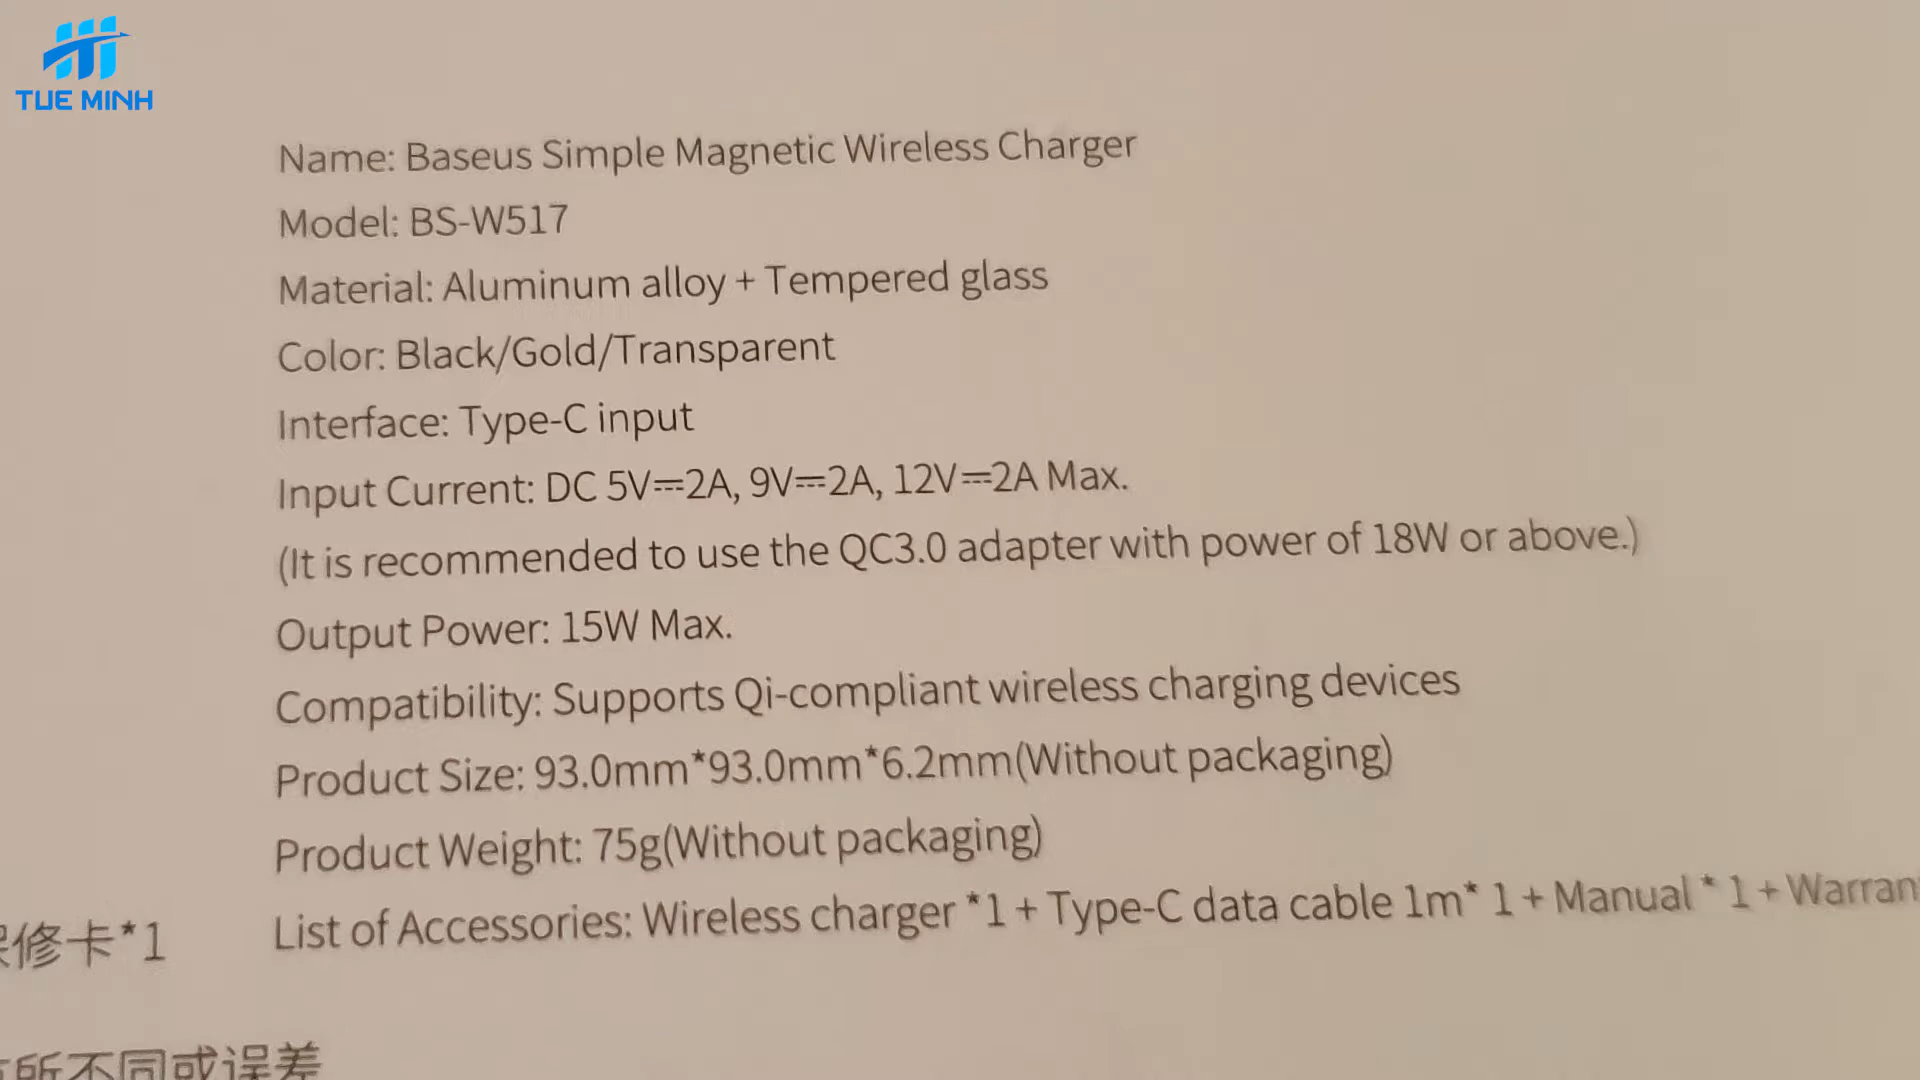 TUE MINH
Name: Baseus Simple Magnetic Wireless Charger
Model: BS-W517
Material: Aluminum alloy + Tempered glass
Color: Black/Gold/Transparent
Interface: Type-C input
Input Current: DC 5V⎓2A, 9V⎓2A, 12V⎓2A Max.
(It is recommended to use the QC3.0 adapter with power of 18W or above.)
Output Power: 15W Max.
Compatibility: Supports Qi-compliant wireless charging devices
Product Size: 93.0mm*93.0mm*6.2mm(Without packaging)
Product Weight: 75g(Without packaging)
修卡*1
List of Accessories: Wireless charger *1 + Type-C data cable 1m* 1 + Manual * 1 +
所不同或误差